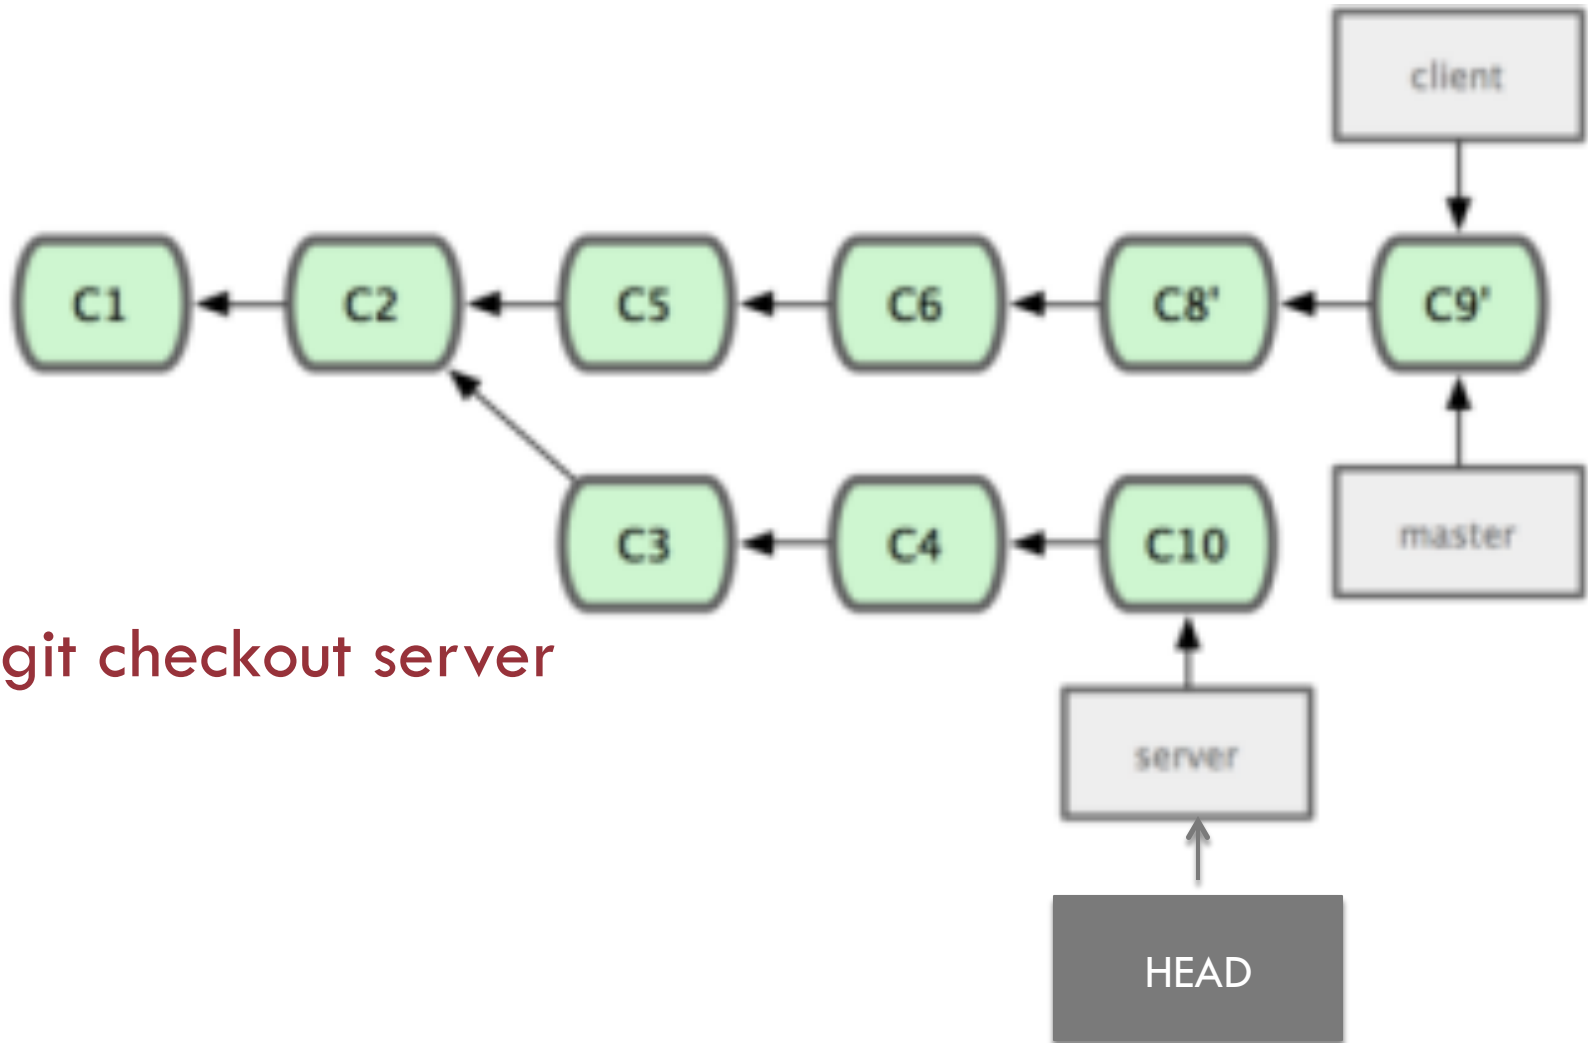 client
C1
C2
C5
C6
C8'
C9'
C3
C4
C10
master
git checkout server
server
HEAD